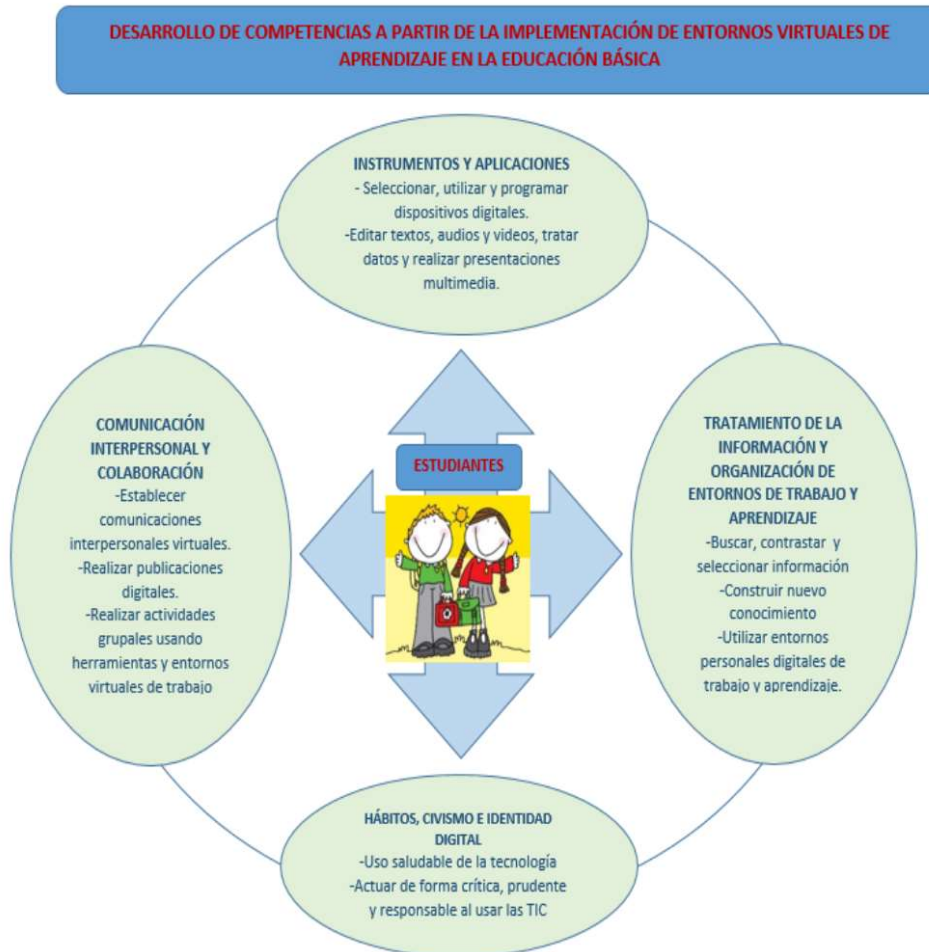 DESARROLLO DE COMPETENCIAS A PARTIR DE LA IMPLEMENTACIÓN DE ENTORNOS VIRTUALES DE
APRENDIZAJE EN LA EDUCACIÓN BÁSICA
INSTRUMENTOS Y APLICACIONES
- Seleccionar, utilizar y programar
dispositivos digitales.
-Editar textos, audios y videos, tratar
datos y realizar presentaciones
multimedia.
COMUNICACIÓN
INTERPERSONAL Y
COLABORACIÓN
-Establecer
comunicaciones
interpersonales virtuales.
-Realizar publicaciones
digitales.
-Realizar actividades
grupales usando
herramientas y entornos
virtuales de trabajo
ESTUDIANTES
TRATAMIENTO DE LA
INFORMACIÓN Y
ORGANIZACIÓN DE
ENTORNOS DE TRABAJO Y
APRENDIZAJE
-Buscar, contrastar y
seleccionar información
-Construir nuevo
conocimiento
-Utilizar entornos
personales digitales de
trabajo y aprendizaje.
HÁBITOS, CIVISMO E IDENTIDAD
DIGITAL
-Uso saludable de la tecnología
-Actuar de forma crítica, prudente
y responsable al usar las TIC